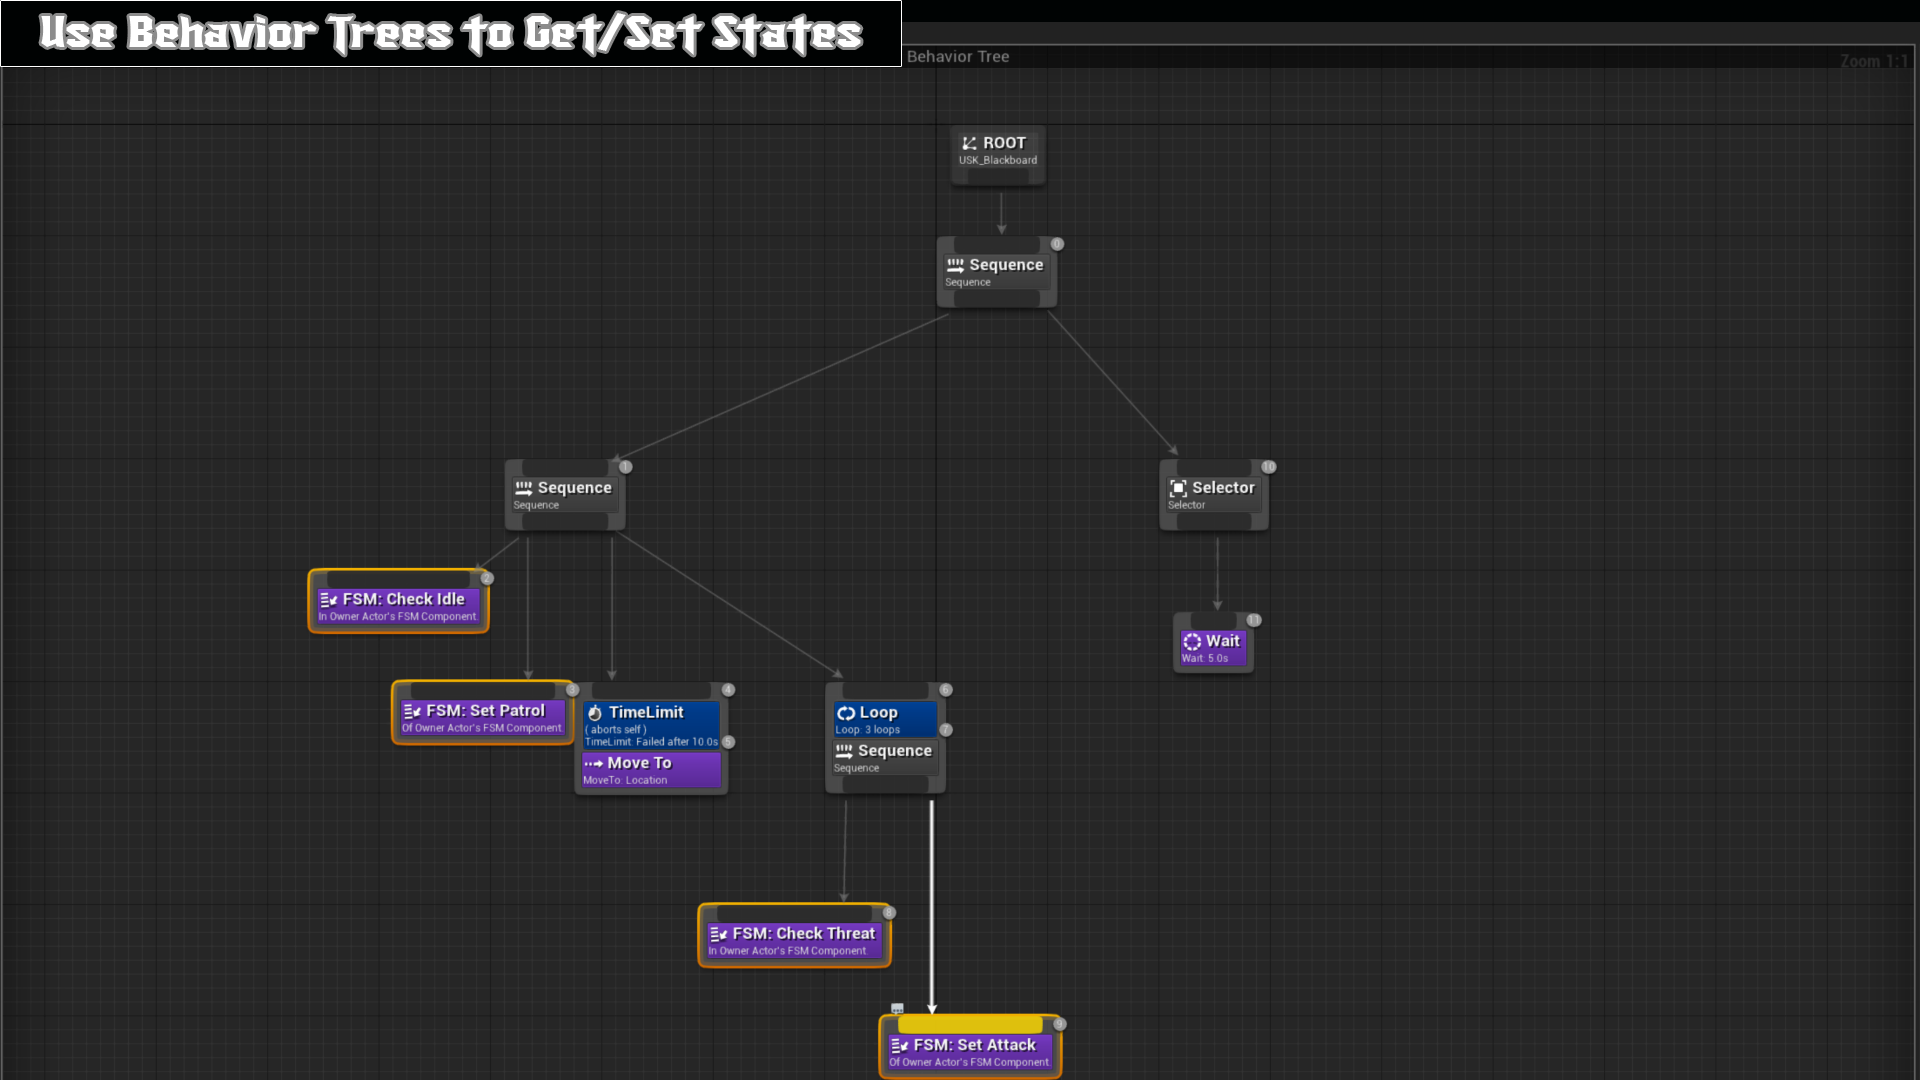 Use Behavior Trees to Get/Set States
Behavior Tree
Zoom 1:1
ROOT
USK_Blackboard
0
Sequence
Sequence
1
Sequence
Sequence
10
Selector
Selector
2
FSM: Check Idle
In Owner Actor's FSM Component.
11
Wait
Wait: 5.0s
3
FSM: Set Patrol
Of Owner Actor's FSM Component.
4
TimeLimit
( aborts self )
TimeLimit: Failed after 10.0s
5
Move To
MoveTo: Location
6
Loop
Loop: 3 loops
7
Sequence
Sequence
8
FSM: Check Threat
In Owner Actor's FSM Component.
9
FSM: Set Attack
Of Owner Actor's FSM Component.